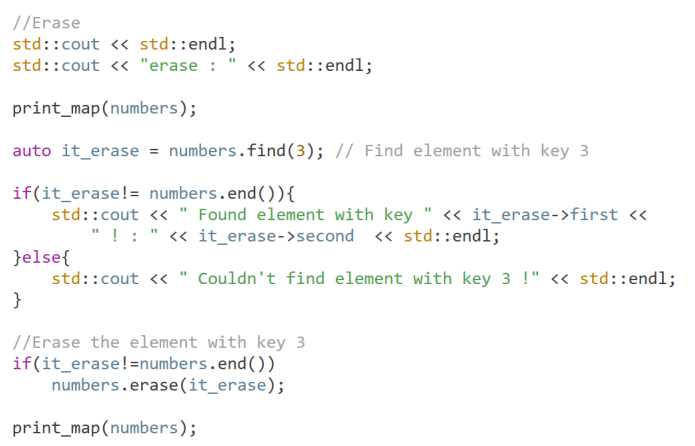 //Erase
std::cout << std::endl;
std::cout << "erase : " << std::endl;
print_map(numbers);
auto it_erase = numbers.find(3); // Find element with key 3
if(it_erase!= numbers.end()){
    std::cout << " Found element with key " << it_erase->first <<
        " ! : " << it_erase->second  << std::endl;
}else{
    std::cout << " Couldn't find element with key 3 !" << std::endl;
}
//Erase the element with key 3
if(it_erase!=numbers.end())
    numbers.erase(it_erase);
print_map(numbers);